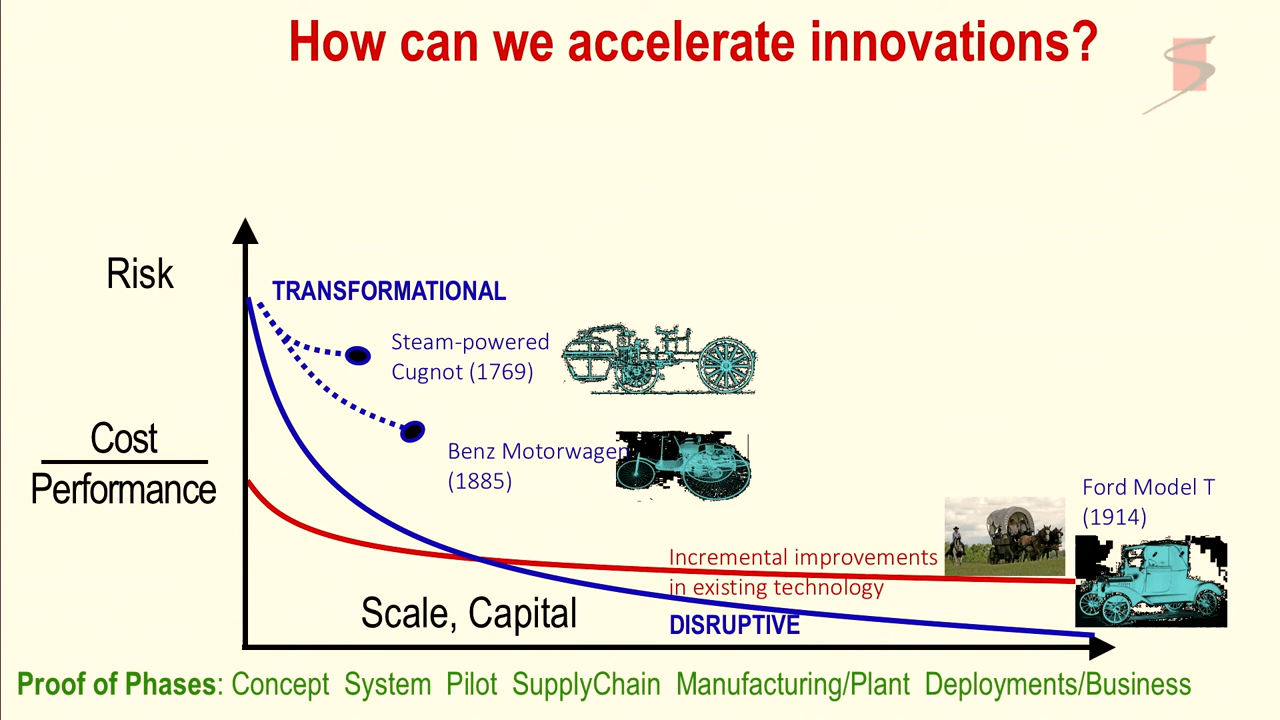 How can we accelerate innovations?
Risk
TRANSFORMATIONAL
Steam-powered
Cugnot (1769)
Cost
Performance
Benz Motorwagen
(1885)
Ford Model T
(1914)
Incremental improvements
in existing technology
Scale, Capital
DISRUPTIVE
Proof of Phases: Concept System Pilot SupplyChain Manufacturing/Plant Deployments/Business